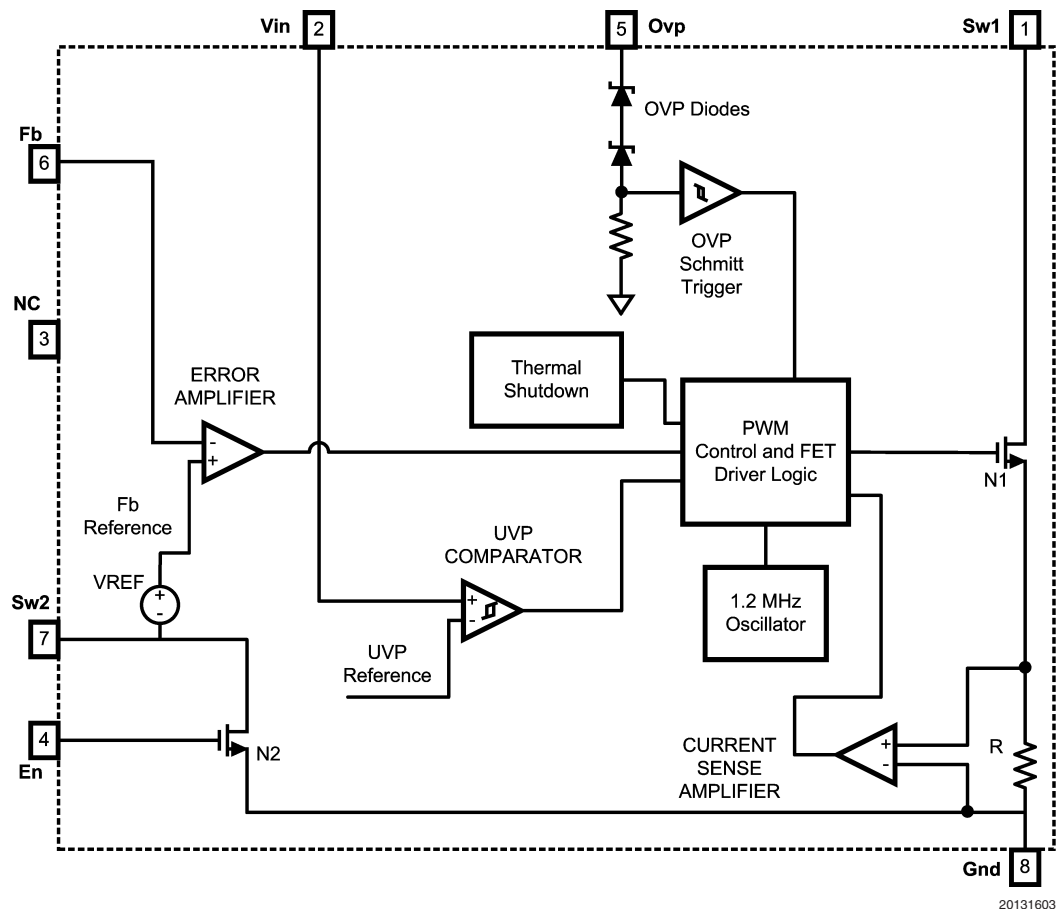 Vin
2
5
Ovp
Sw1
1
OVP Diodes
Fb
6
OVP
Schmitt
Trigger
NC
3
Thermal
Shutdown
ERROR
AMPLIFIER
-
+
PWM
Control and FET
Driver Logic
N1
Fb
Reference
UVP
COMPARATOR
VREF
+
-
+
-
1.2 MHz
Oscillator
Sw2
7
UVP
Reference
4
En
N2
CURRENT
SENSE
AMPLIFIER
+
-
R
Gnd
8
20131603